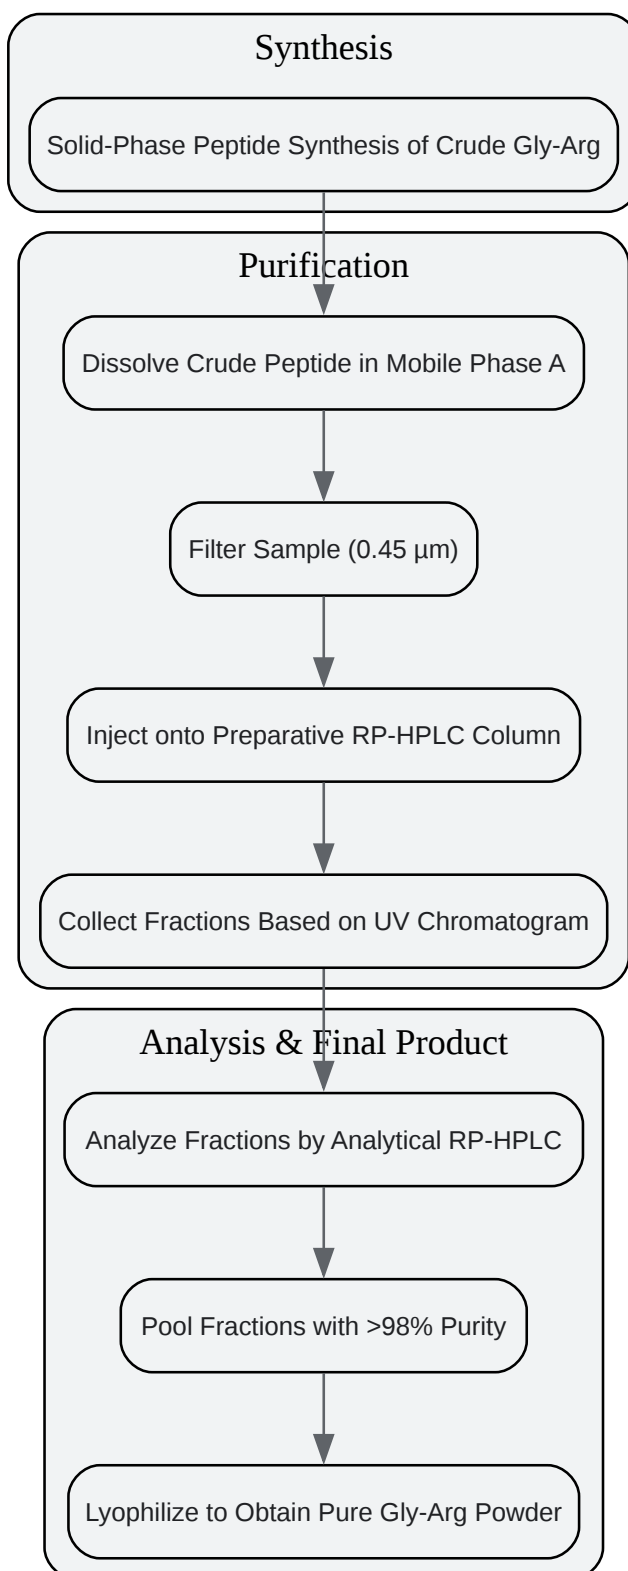 Synthesis
Solid-Phase Peptide Synthesis of Crude Gly-Arg
Purification
Dissolve Crude Peptide in Mobile Phase A
Filter Sample (0.45 µm)
Inject onto Preparative RP-HPLC Column
Collect Fractions Based on UV Chromatogram
Analysis & Final Product
Analyze Fractions by Analytical RP-HPLC
Pool Fractions with >98% Purity
Lyophilize to Obtain Pure Gly-Arg Powder